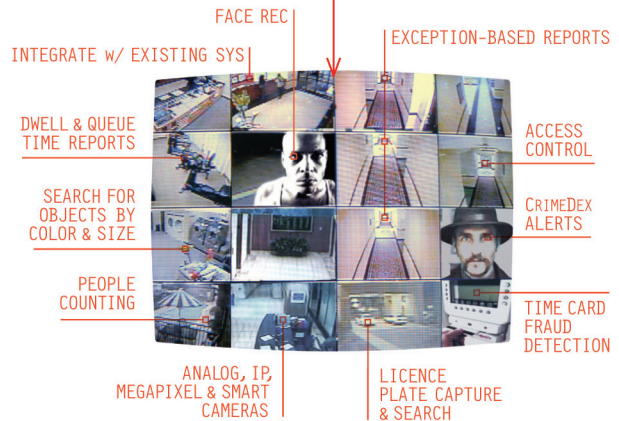 FACE REC
INTEGRATE w/ EXISTING SYS
EXCEPTION-BASED REPORTS
DWELL & QUEUE
TIME REPORTS
ACCESS
CONTROL
SEARCH FOR
OBJECTS BY
COLOR & SIZE
CRIMEDEX
ALERTS
PEOPLE
COUNTING
TIME CARD
FRAUD
DETECTION
ANALOG, IP,
MEGAPIXEL & SMART
CAMERAS
LICENCE
PLATE CAPTURE
& SEARCH